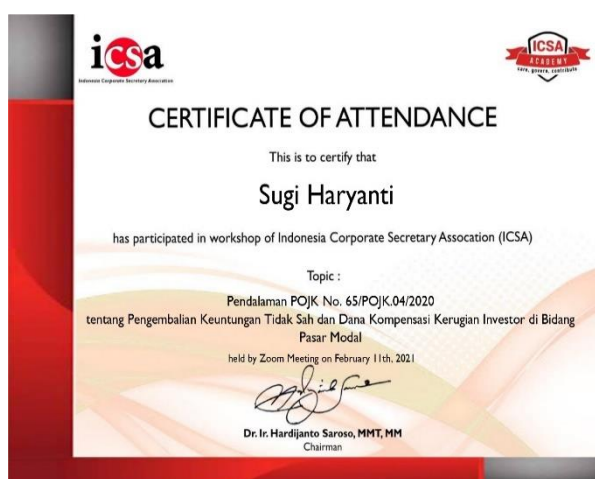 icsa
Indonesia Corporate Secretary Association
ICSA
ACADEMY
care, govern, contribute
CERTIFICATE OF ATTENDANCE
This is to certify that
Sugi Haryanti
has participated in workshop of Indonesia Corporate Secretary Assocation (ICSA)
Topic :
Pendalaman POJK No. 65/POJK.04/2020
tentang Pengembalian Keuntungan Tidak Sah dan Dana Kompensasi Kerugian Investor di Bidang
Pasar Modal
held by Zoom Meeting on February 11th, 2021
Dr. Ir. Hardijanto Saroso, MMT, MM
Chairman